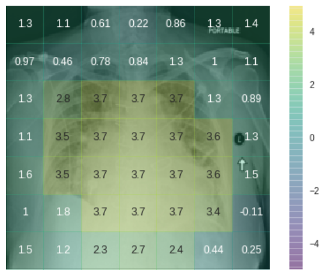 1.3 1.1 0.61 0.22 0.86 1.3 1.4
PORTABLE
0.97 0.46 0.78 0.84 1.3 1 1.1
1.3 2.8 3.7 3.7 3.7 1.3 0.89
1.1 3.5 3.7 3.7 3.7 3.6 1.3
1.6 3.5 3.7 3.7 3.7 3.6 1.5
1 1.8 3.7 3.7 3.7 3.4 -0.11
1.5 1.2 2.3 2.7 2.4 0.44 0.25
4
2
0
−2
−4